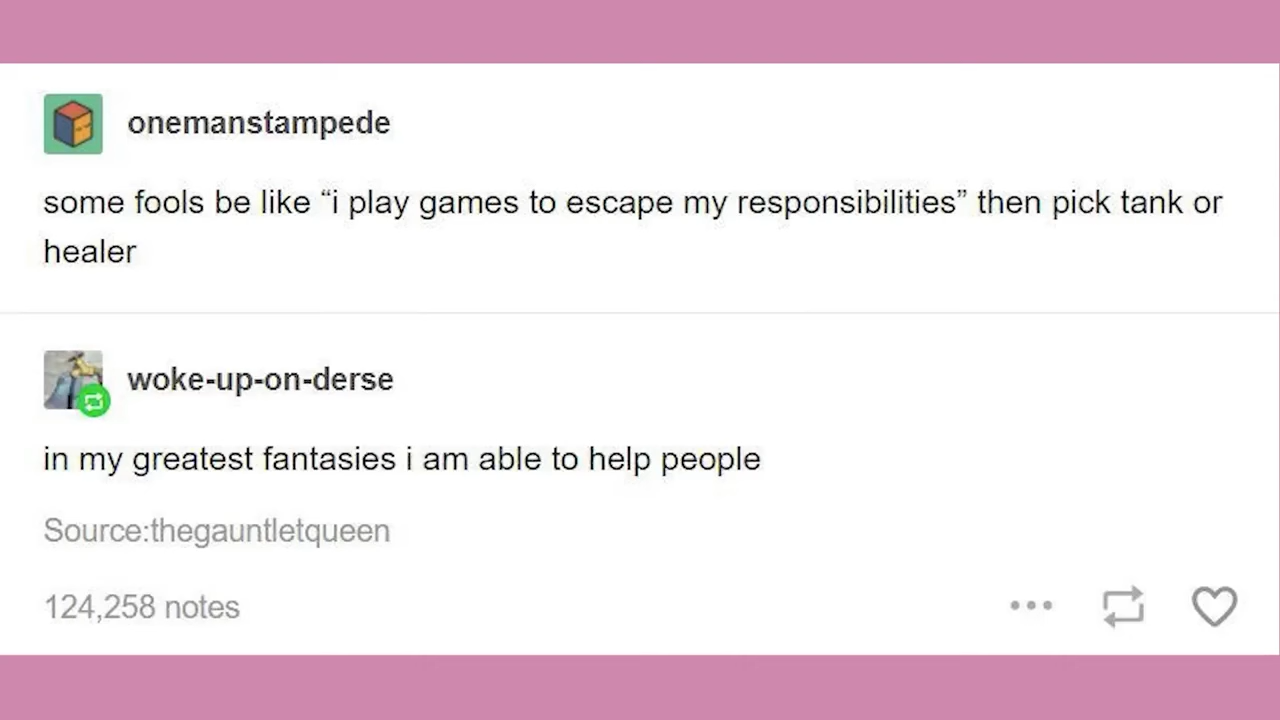 onemanstampede
some fools be like “i play games to escape my responsibilities” then pick tank or
healer
woke-up-on-derse
in my greatest fantasies i am able to help people
Source:thegauntletqueen
124,258 notes